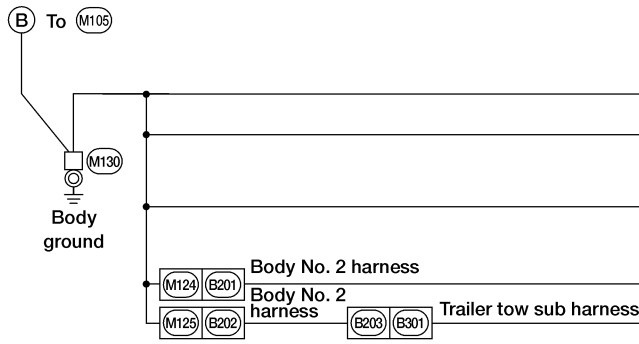 B To M105
M130
Body
ground
M124 B201 Body No. 2 harness
Body No. 2
harness
M125 B202 B203 B301 Trailer tow sub harness